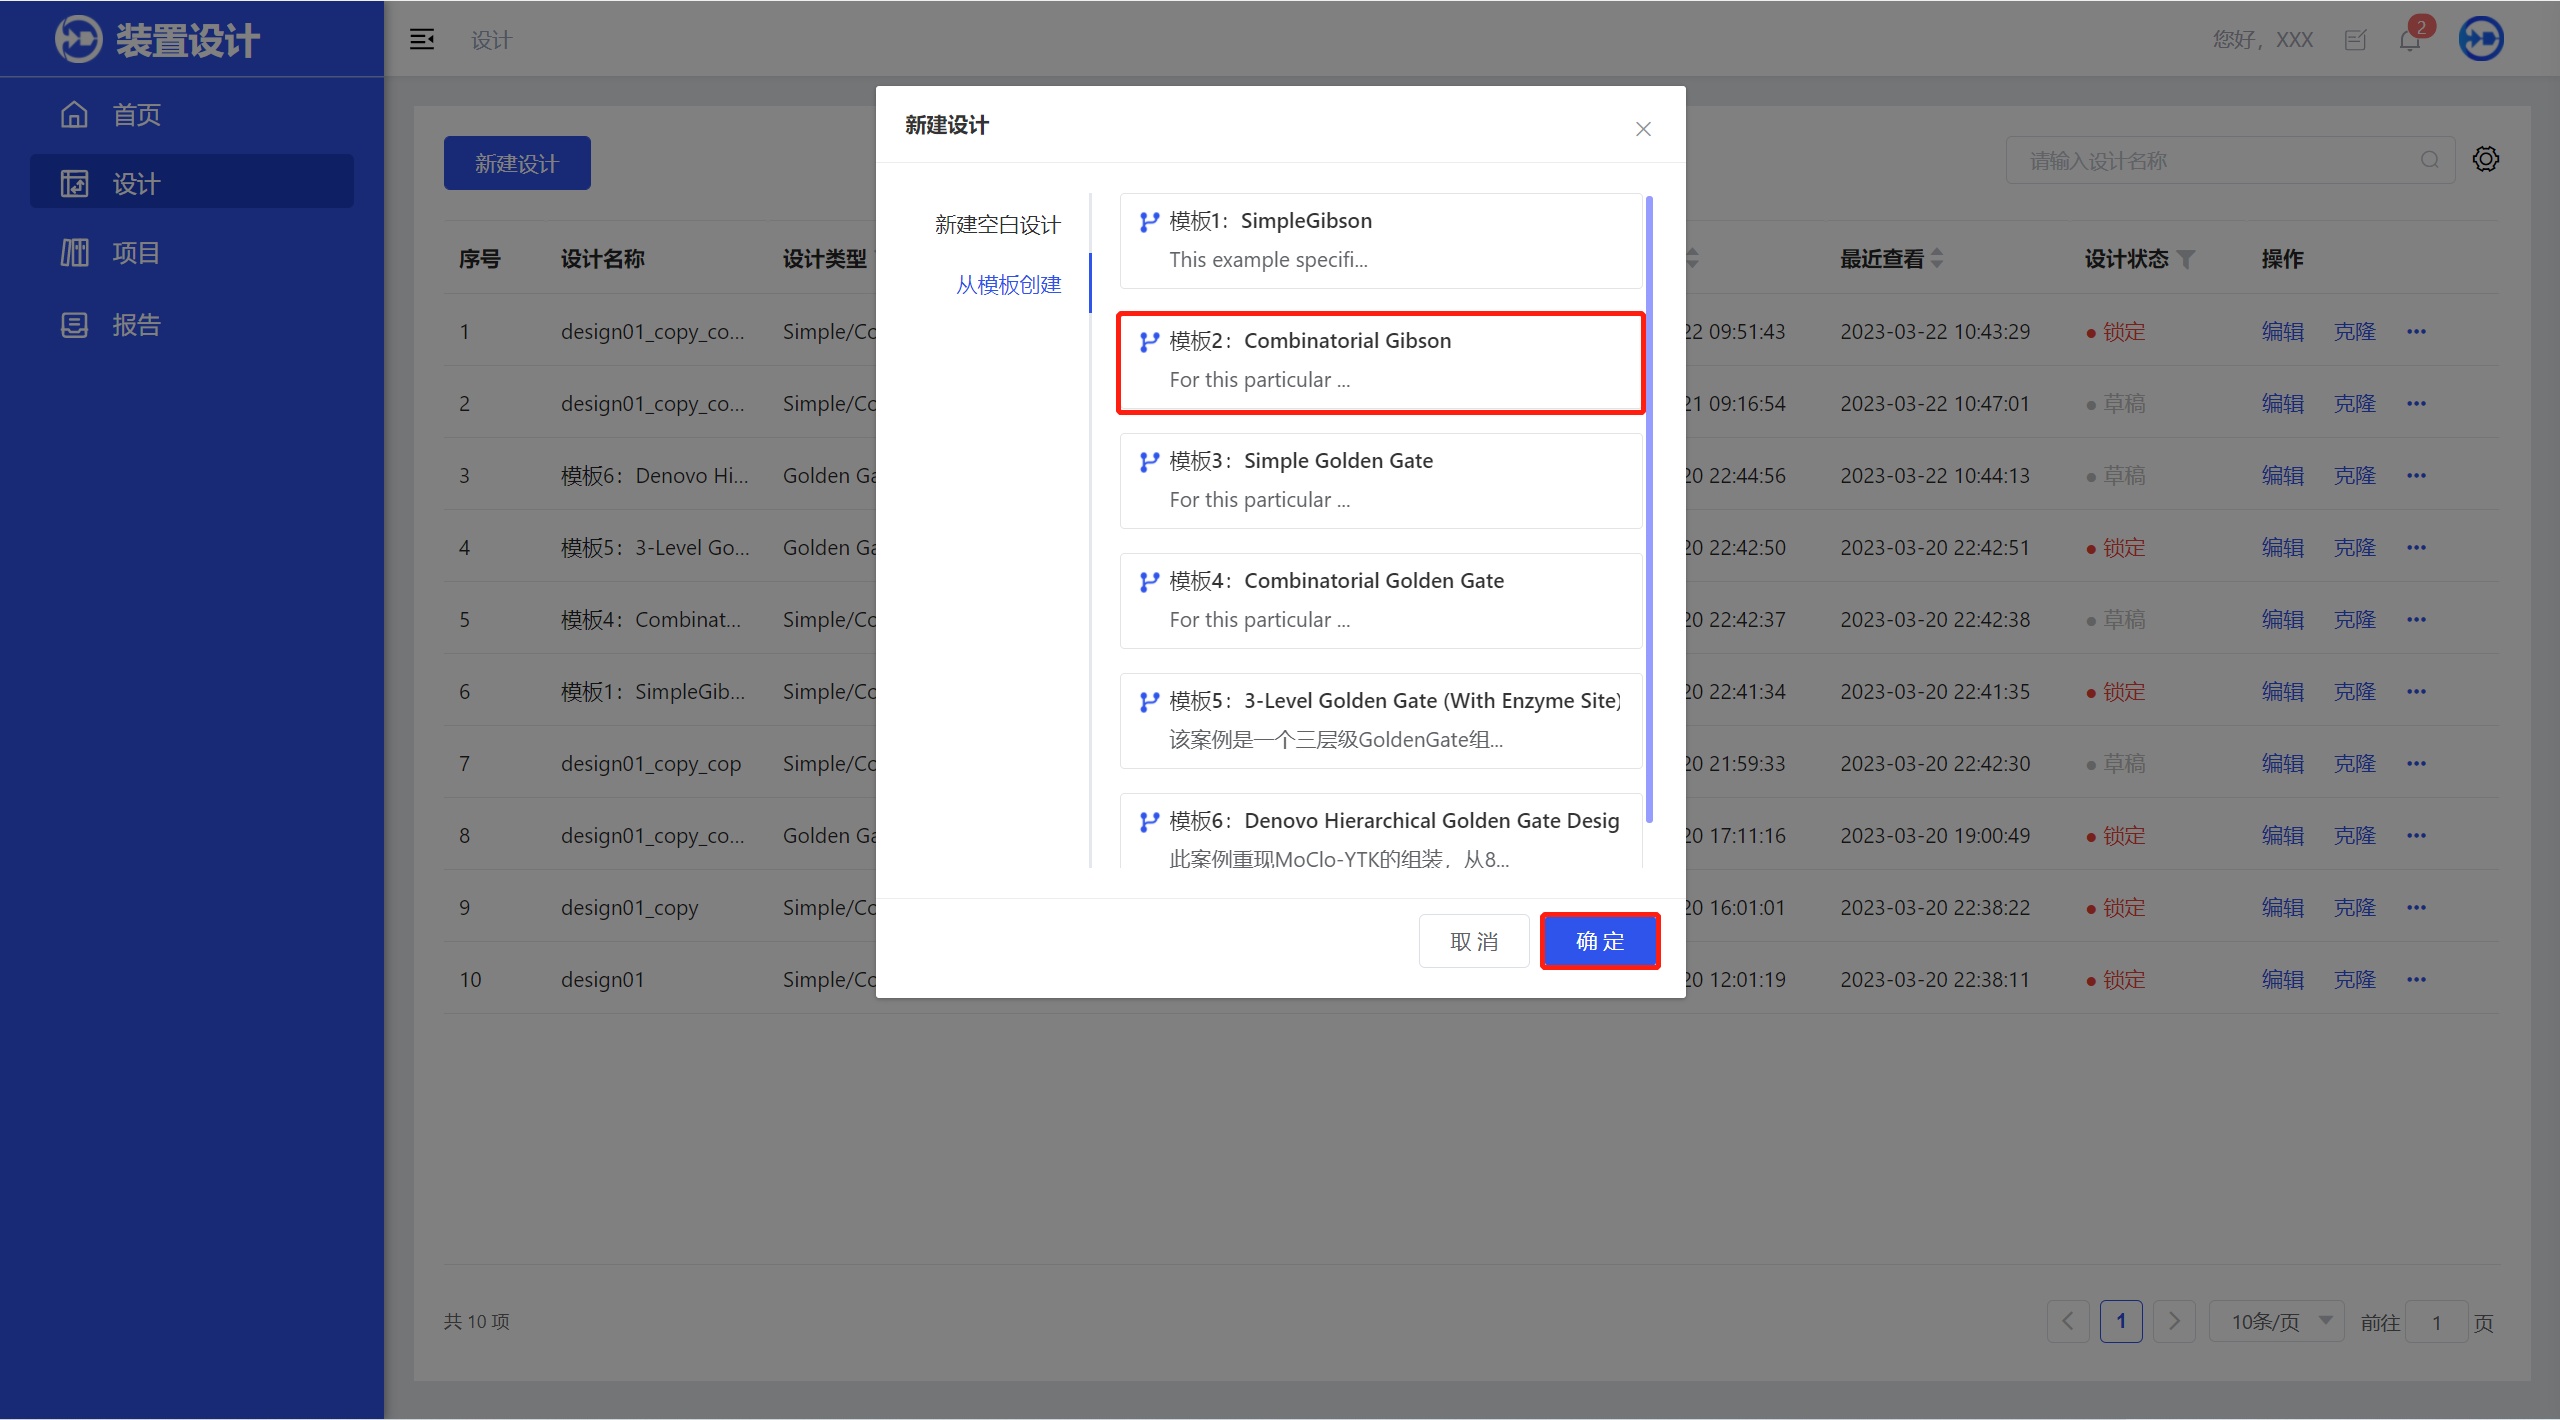 装置设计
设计
您好，XXX
2
首页
设计
项目
报告
新建设计
请输入设计名称
序号 设计名称 设计类型 最近查看 设计状态 操作
1 design01_copy_co... Simple/Co 22 09:51:43 2023-03-22 10:43:29 锁定 编辑 克隆 •••
2 design01_copy_co... Simple/Co 21 09:16:54 2023-03-22 10:47:01 草稿 编辑 克隆 •••
3 模板6：Denovo Hi... Golden Ga 20 22:44:56 2023-03-22 10:44:13 草稿 编辑 克隆 •••
4 模板5：3-Level Go... Golden Ga 20 22:42:50 2023-03-20 22:42:51 锁定 编辑 克隆 •••
5 模板4：Combinat... Simple/Co 20 22:42:37 2023-03-20 22:42:38 草稿 编辑 克隆 •••
6 模板1：SimpleGib... Simple/Co 20 22:41:34 2023-03-20 22:41:35 锁定 编辑 克隆 •••
7 design01_copy_cop Simple/Co 20 21:59:33 2023-03-20 22:42:30 草稿 编辑 克隆 •••
8 design01_copy_co... Golden Ga 20 17:11:16 2023-03-20 19:00:49 锁定 编辑 克隆 •••
9 design01_copy Simple/Co 20 16:01:01 2023-03-20 22:38:22 锁定 编辑 克隆 •••
10 design01 Simple/Co 20 12:01:19 2023-03-20 22:38:11 锁定 编辑 克隆 •••
共 10 项
1
10条/页
前往 1 页
新建设计
新建空白设计
从模板创建
模板1：SimpleGibson
This example specifi...
模板2：Combinatorial Gibson
For this particular ...
模板3：Simple Golden Gate
For this particular ...
模板4：Combinatorial Golden Gate
For this particular ...
模板5：3-Level Golden Gate (With Enzyme Site)
该案例是一个三层级GoldenGate组...
模板6：Denovo Hierarchical Golden Gate Desig
此案例重现MoClo-YTK的组装，从8...
取 消
确 定